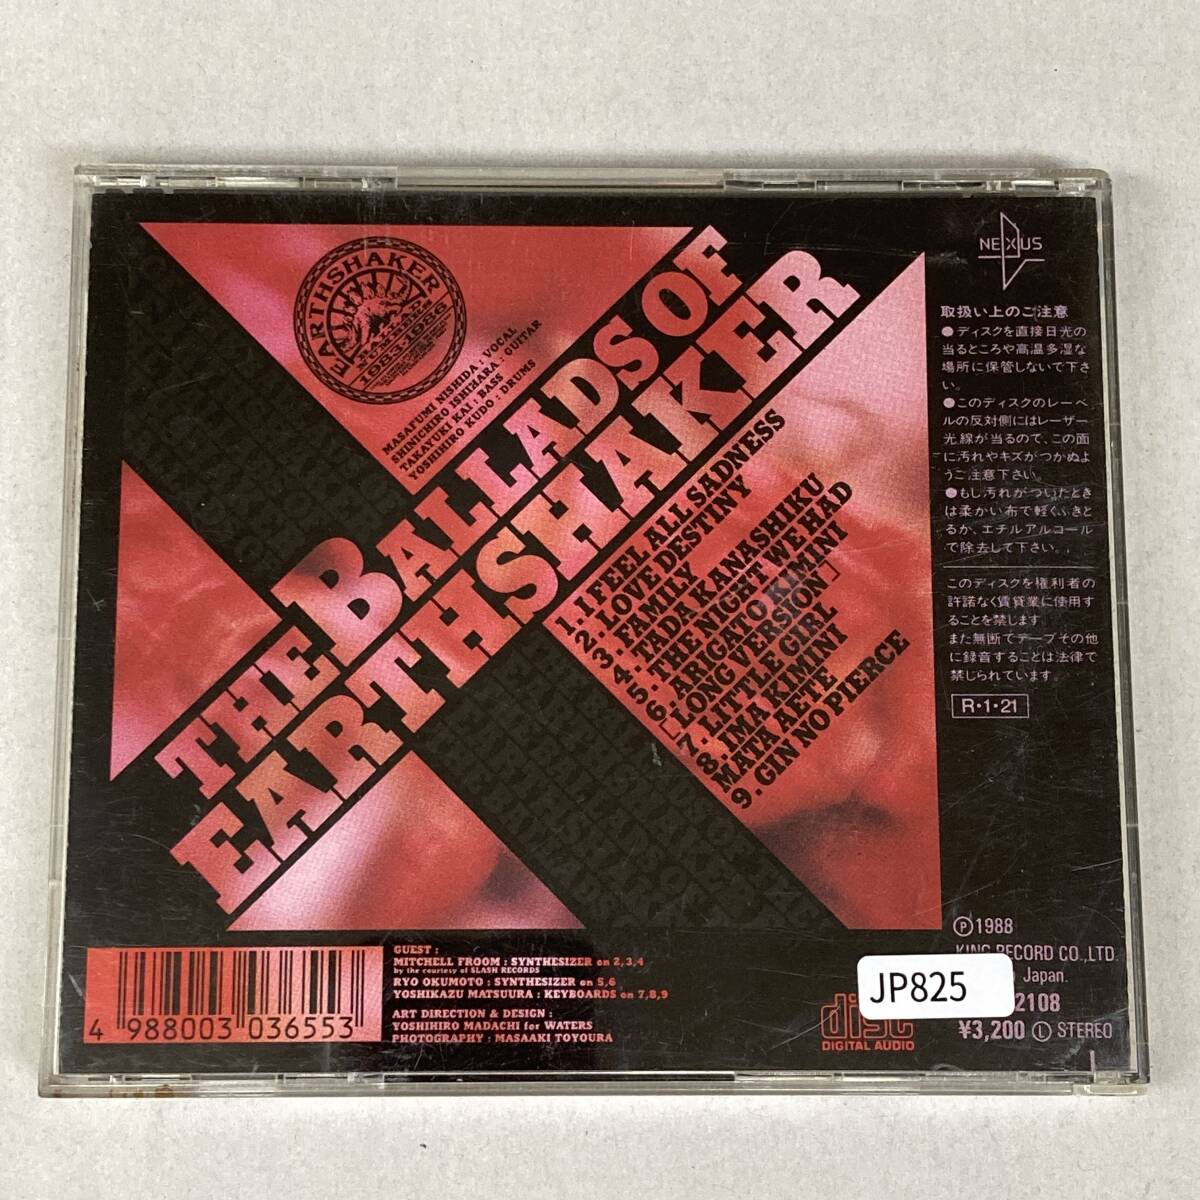 EARTHSHAKER
1983-1986
MASAFUMI NISHIDA : VOCAL
SHINICHIRO ISHIHARA : GUITAR
TAKAYUKI KAI : BASS
YOSHIHIRO KUDO : DRUMS
THE BALLADS OF
EARTHSHAKER
1. I FEEL ALL SADNESS
2. LOVE DESTINY
3. FAMILY
4. TADA KANASHIKU
5. THE NIGHT WE HAD
6. ARIGATO KIMINI
「LONG VERSION」
7. LITTLE GIRL
8. IMA KIMINI
MATA AETE
9. GIN NO PIERCE
NEXUS
取扱い上のご注意
●ディスクを直接日光の
当るところや高温多湿な
場所に保管しないで下さ
い。
●このディスクのレーベ
ルの反対側にはレーザー
光線が当るので、この面
に汚れやキズがつかぬよ
うご注意下さい。
●もし汚れがついたとき
は柔かい布で軽くふきと
るか、エチルアルコール
で除去して下さい。
このディスクを権利者の
許諾なく賃貸業に使用す
ることを禁じます。
また無断でテープその他
に録音することは法律で
禁じられています。
R・1・21
4 988003 036553
GUEST :
MITCHELL FROOM : SYNTHESIZER on 2,3,4
by the courtesy of SLASH RECORDS
RYO OKUMOTO : SYNTHESIZER on 5,6
YOSHIKAZU MATSUURA : KEYBOARDS on 7,8,9
ART DIRECTION & DESIGN :
YOSHIHIRO MADACHI for WATERS
PHOTOGRAPHY : MASAAKI TOYOURA
Ⓟ1988
KING RECORD CO.,LTD.
Japan.
JP825
2108
¥3,200 Ⓛ STEREO
disc
DIGITAL AUDIO